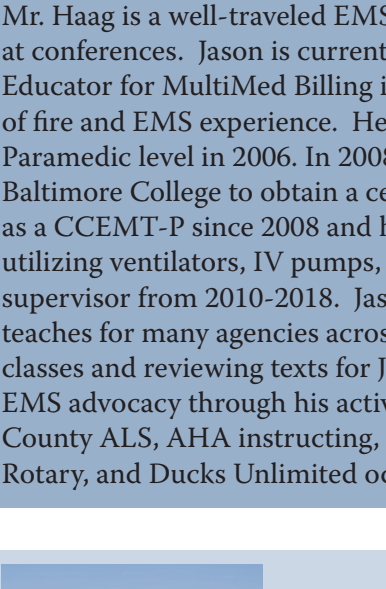 Mr. Haag is a well-traveled EMS
at conferences. Jason is current
Educator for MultiMed Billing i
of fire and EMS experience. He
Paramedic level in 2006. In 2008
Baltimore College to obtain a ce
as a CCEMT-P since 2008 and h
utilizing ventilators, IV pumps,
supervisor from 2010-2018. Jas
teaches for many agencies across
classes and reviewing texts for J
EMS advocacy through his activ
County ALS, AHA instructing,
Rotary, and Ducks Unlimited oc